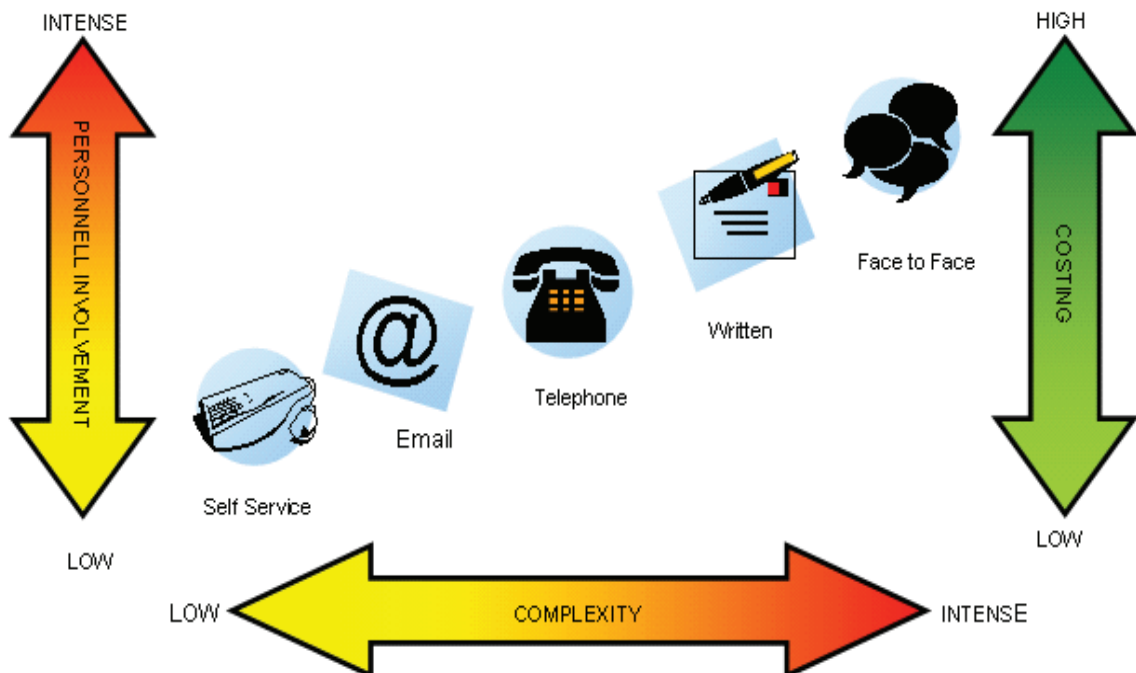 INTENSE
HIGH
PERSONNELL INVOLVEMENT
COSTING
@
Face to Face
Written
Telephone
Email
Self Service
LOW
LOW
LOW
COMPLEXITY
INTENSE